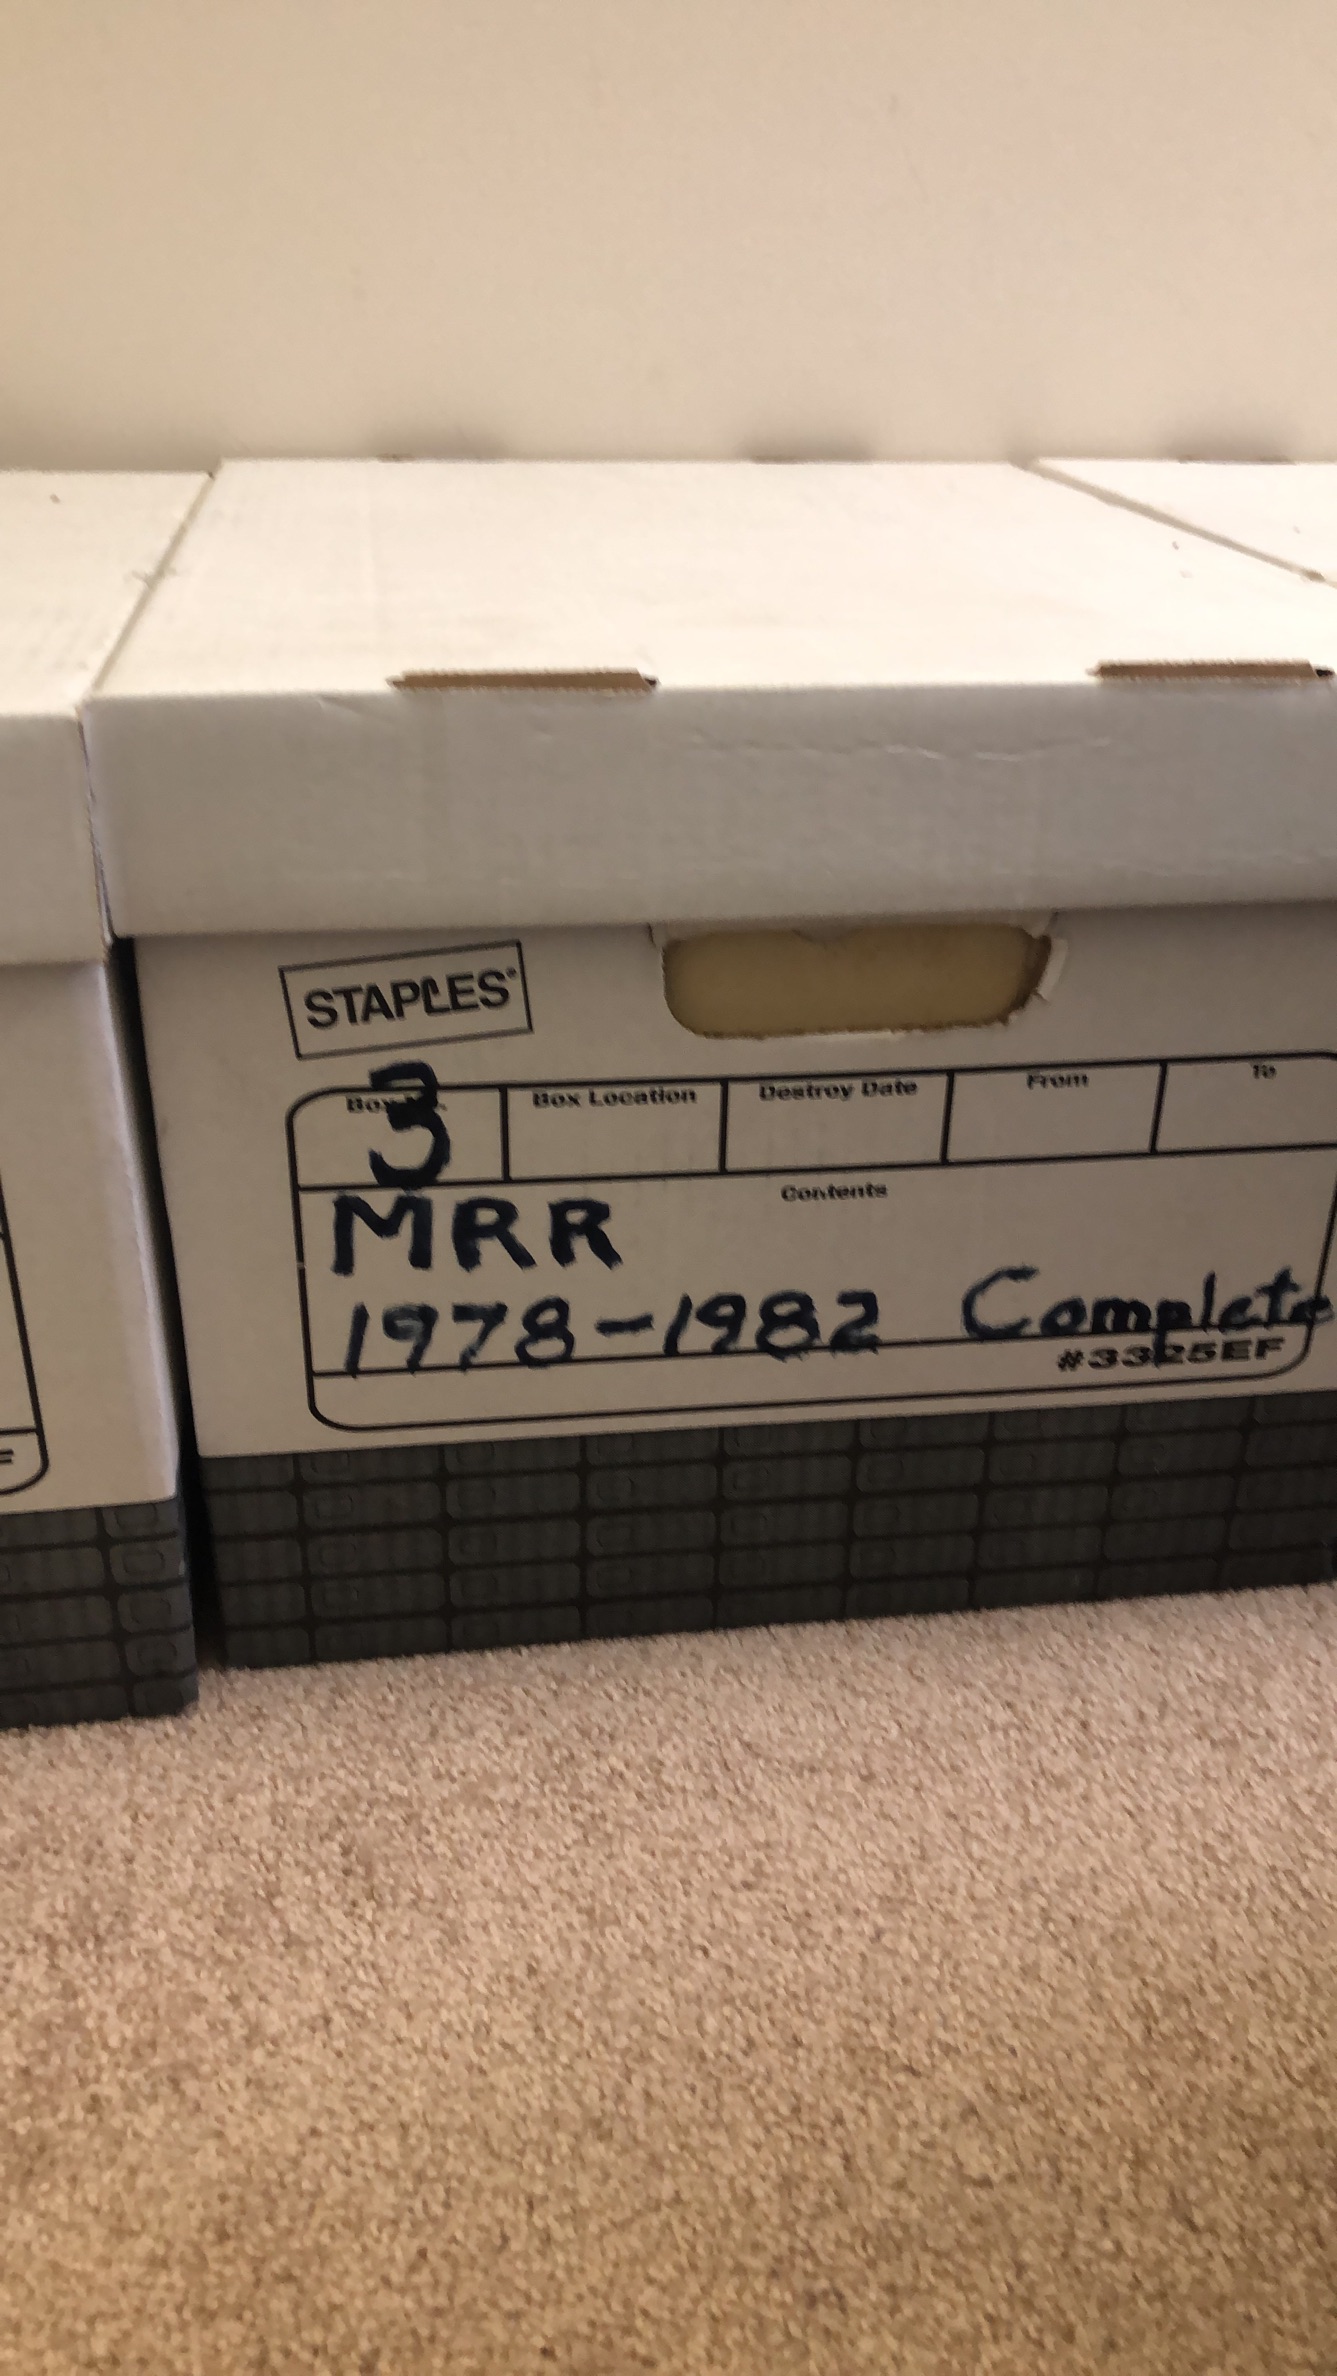 STAPLES®
3
Box Location Destroy Date From To
Contents
MRR
1978-1982 Complete
#3325EF
F